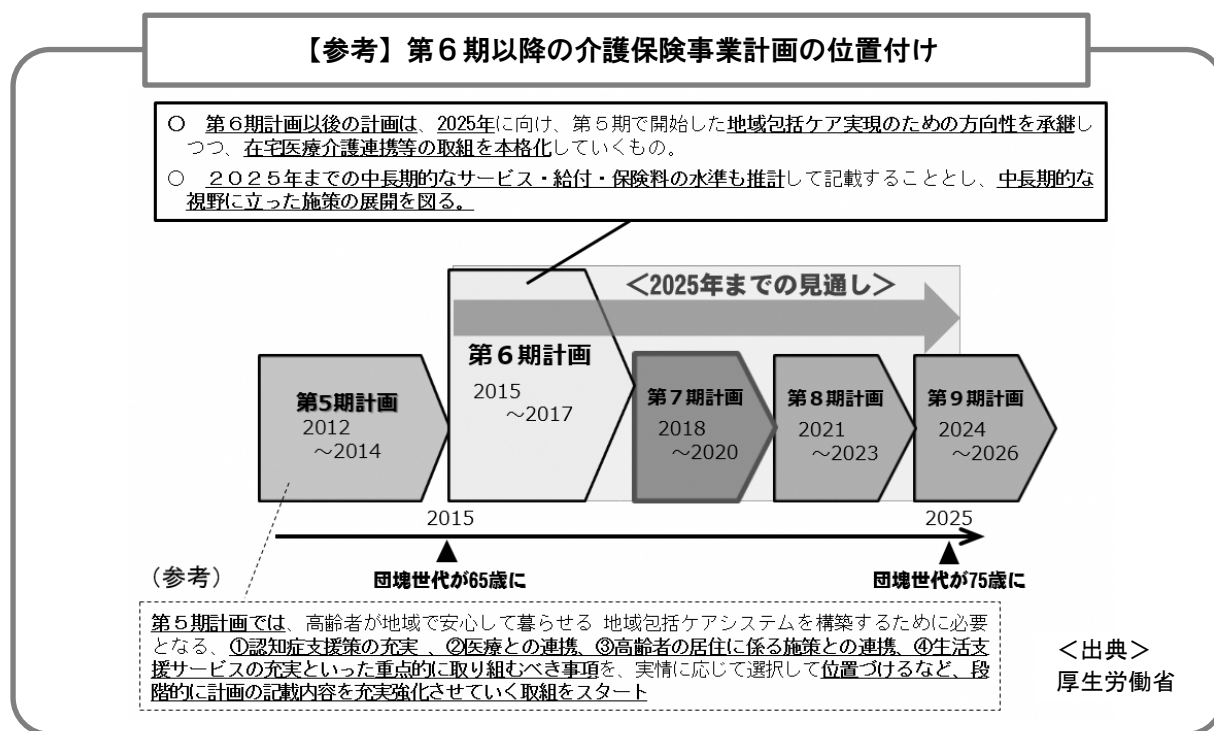 【参考】第６期以降の介護保険事業計画の位置付け
○　第６期計画以後の計画は、2025年に向け、第５期で開始した地域包括ケア実現のための方向性を承継し
つつ、在宅医療介護連携等の取組を本格化していくもの。
○　２０２５年までの中長期的なサービス・給付・保険料の水準も推計して記載することとし、中長期的な
視野に立った施策の展開を図る。
＜2025年までの見通し＞
第５期計画
2012
～2014
第６期計画
2015
～2017
第７期計画
2018
～2020
第８期計画
2021
～2023
第９期計画
2024
～2026
2015
2025
団塊世代が65歳に
団塊世代が75歳に
（参考）
第５期計画では、高齢者が地域で安心して暮らせる 地域包括ケアシステムを構築するために必要
となる、①認知症支援策の充実 、②医療との連携、③高齢者の居住に係る施策との連携、④生活支
援サービスの充実といった重点的に取り組むべき事項を、実情に応じて選択して位置づけるなど、段
階的に計画の記載内容を充実強化させていく取組をスタート
＜出典＞
厚生労働省